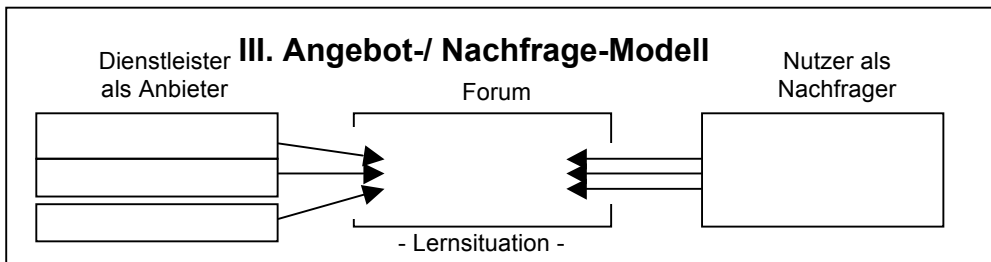 III. Angebot-/ Nachfrage-Modell
Dienstleister
als Anbieter
Forum
Nutzer als
Nachfrager
- Lernsituation -